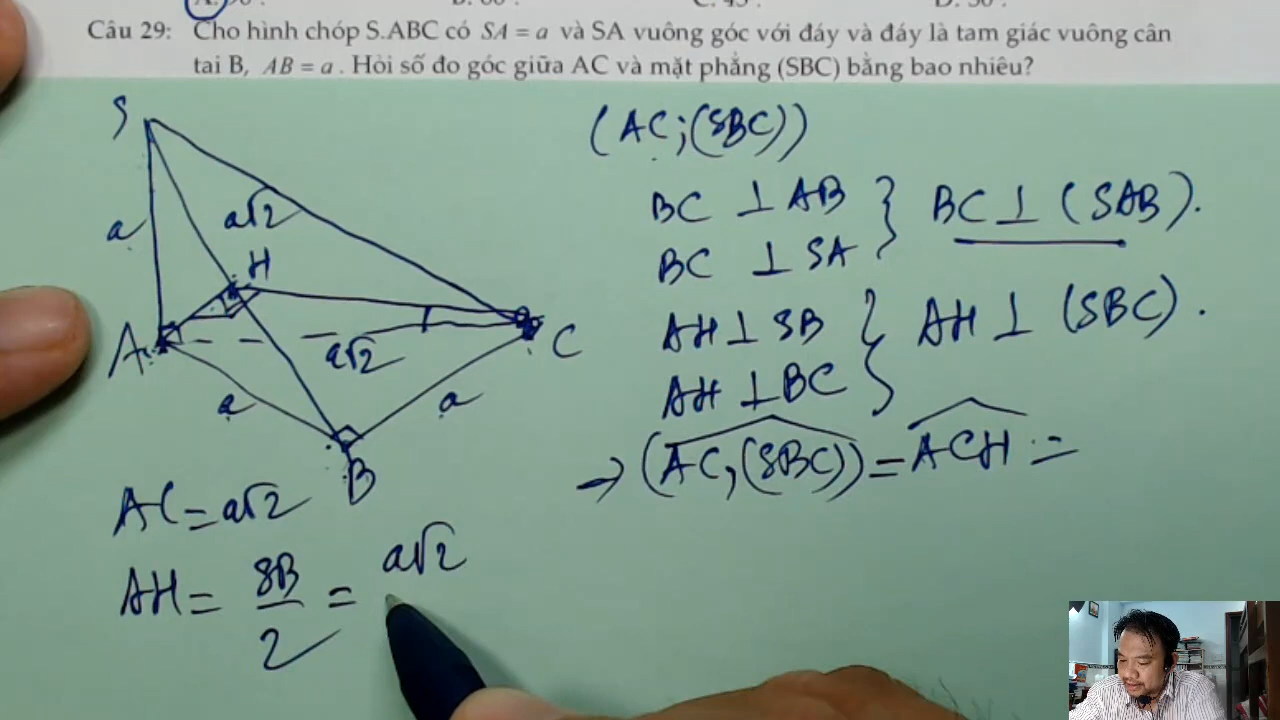 Câu 29: Cho hình chóp S.ABC có SA = a và SA vuông góc với đáy và đáy là tam giác vuông cân
tai B, AB = a . Hỏi số đo góc giữa AC và mặt phẳng (SBC) bằng bao nhiêu?
S
a
a√2
H
A
a√2
C
a
a
B
AC = a√2
AH = SB/2 = a√2
(AC;(SBC))
BC ⊥ AB
BC ⊥ SA
} BC ⊥ (SAB).
AH ⊥ SB
AH ⊥ BC
} AH ⊥ (SBC).
→ (AC,(SBC)) = ACH =